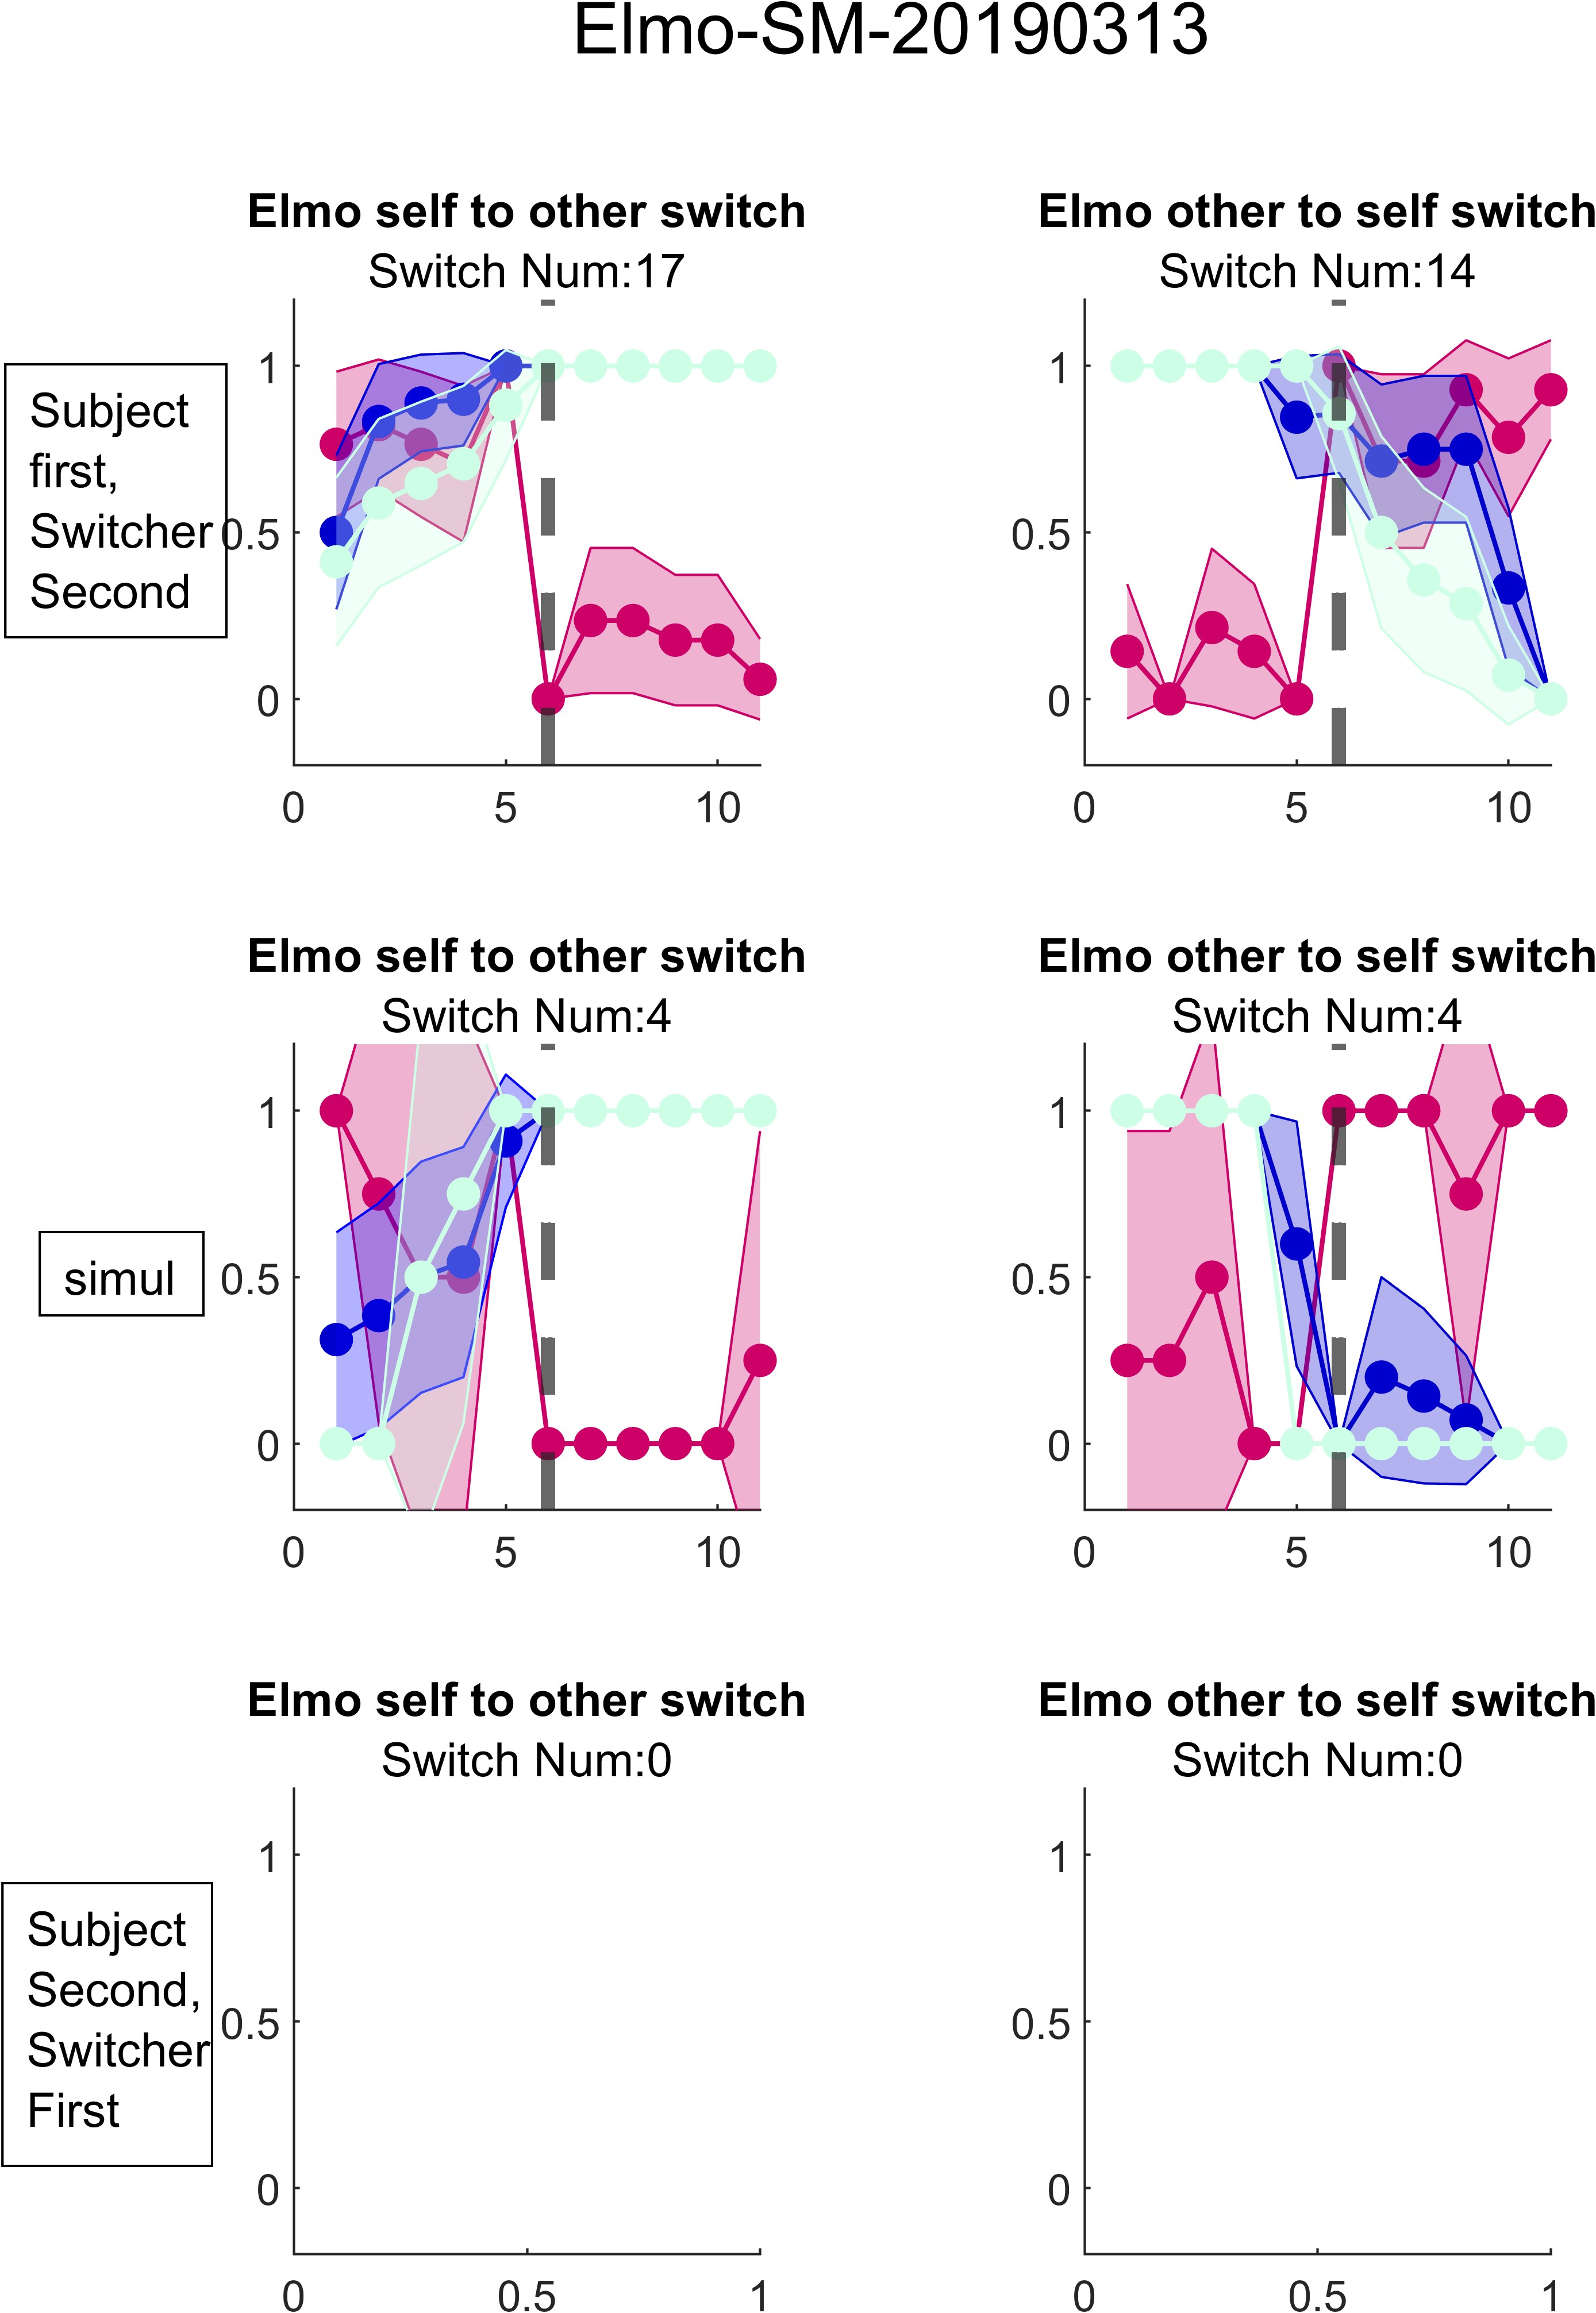 Elmo-SM-20190313
Elmo self to other switch
Switch Num:17
Elmo other to self switch
Switch Num:14
Subject
first,
Switcher
Second
1
0.5
0
0
5
10
1
0.5
0
0
5
10
Elmo self to other switch
Switch Num:4
Elmo other to self switch
Switch Num:4
simul
1
0.5
0
0
5
10
1
0.5
0
0
5
10
Elmo self to other switch
Switch Num:0
Elmo other to self switch
Switch Num:0
Subject
Second,
Switcher
First
1
0.5
0
0
0.5
1
1
0.5
0
0
0.5
1